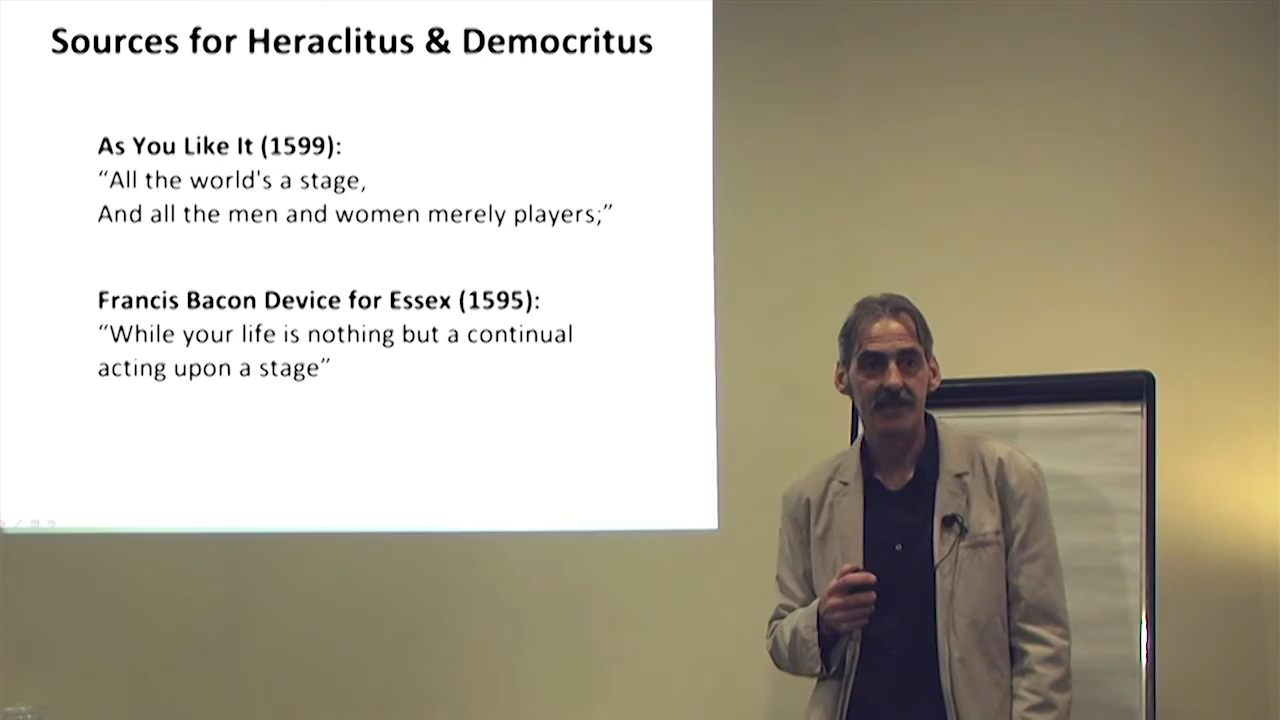 Sources for Heraclitus & Democritus
As You Like It (1599):
“All the world's a stage,
And all the men and women merely players;”
Francis Bacon Device for Essex (1595):
“While your life is nothing but a continual
acting upon a stage”